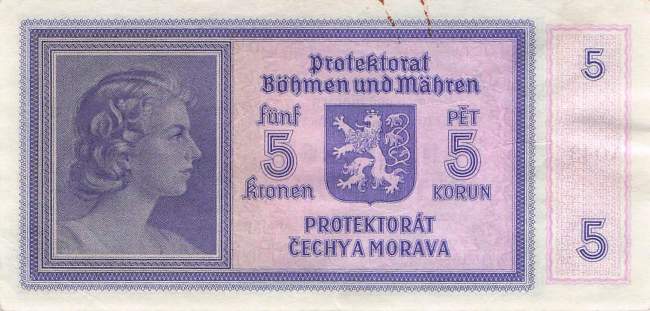 Protektorat
Böhmen und Mähren
fünf PĚT
5 5
Kronen KORUN
PROTEKTORÁT
ČECHY A MORAVA
5
5